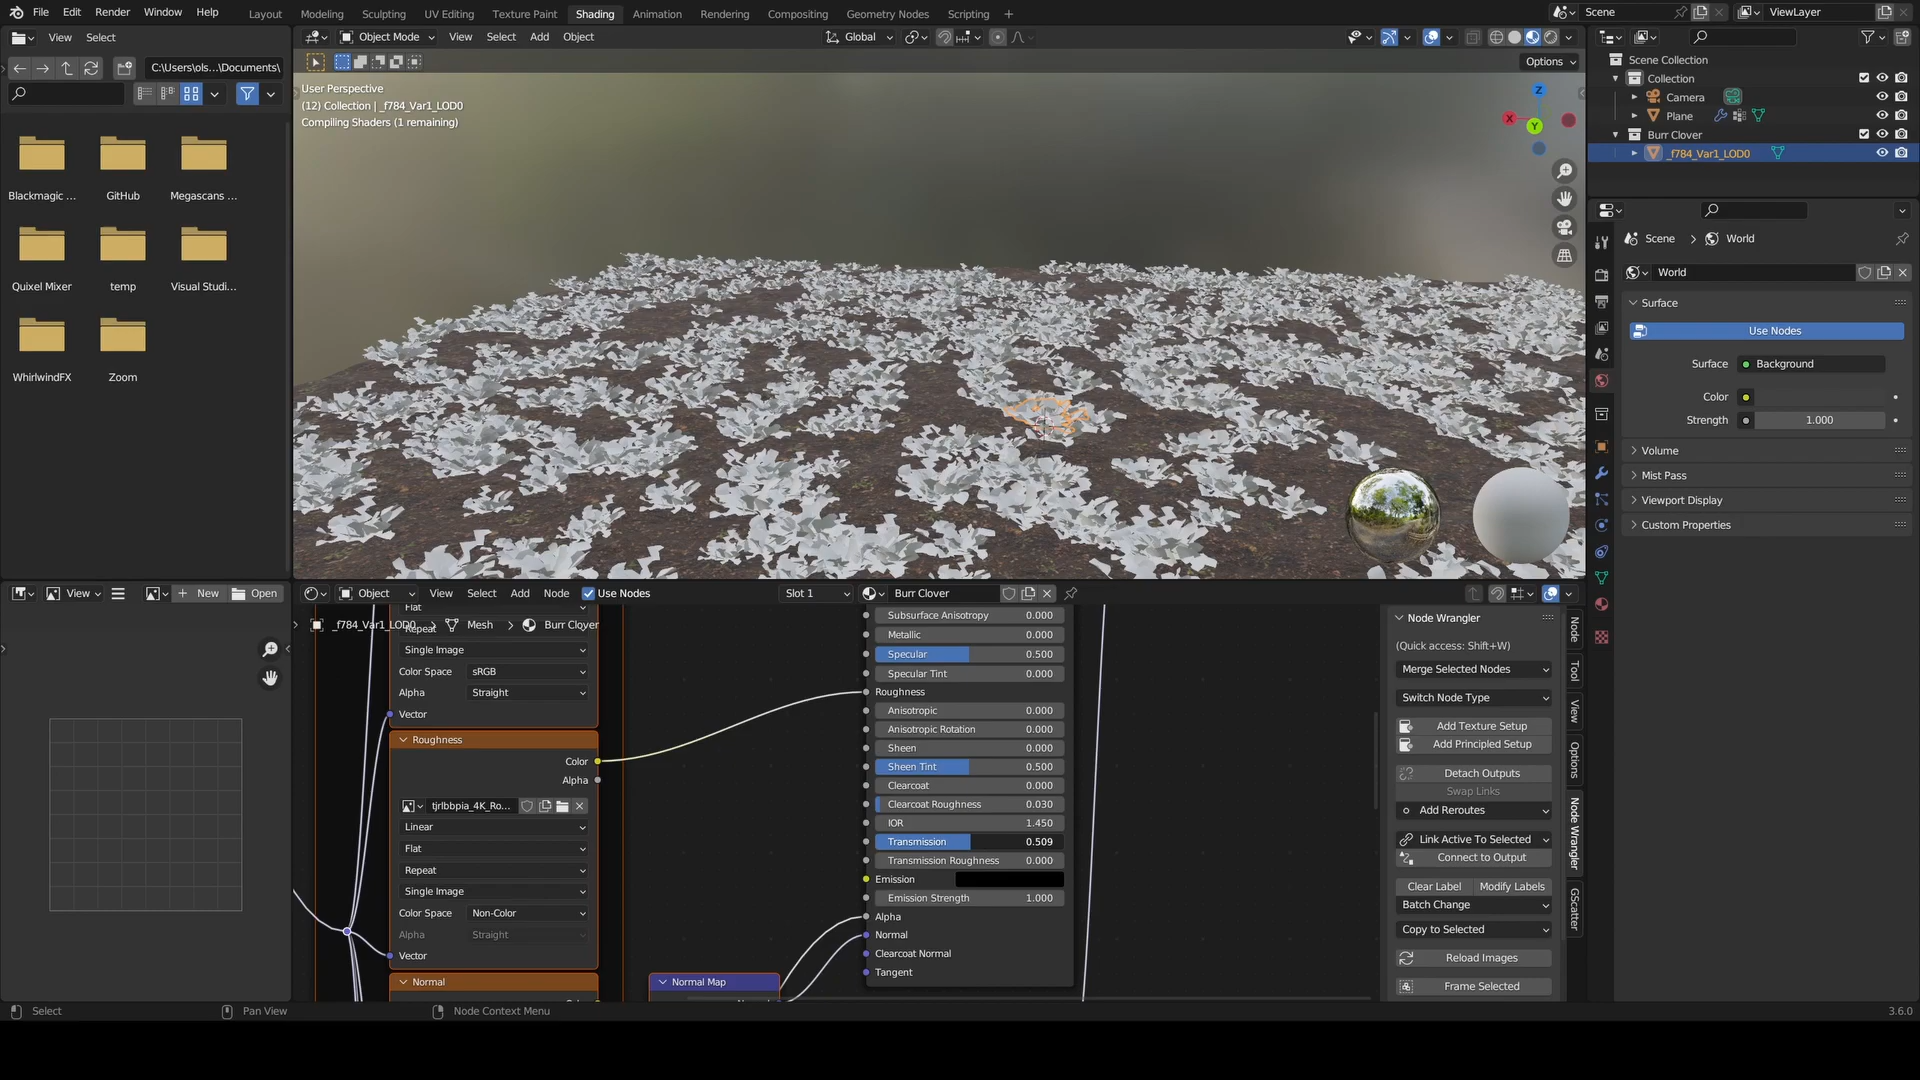 File Edit Render Window Help
Layout Modeling Sculpting UV Editing Texture Paint Shading Animation Rendering Compositing Geometry Nodes Scripting +
Scene
ViewLayer
View Select
C:\Users\ols...\Documents\
Blackmagic ... GitHub Megascans ...
Quixel Mixer temp Visual Studi...
WhirlwindFX Zoom
Object Mode View Select Add Object
Global
Options
User Perspective
(12) Collection | _f784_Var1_LOD0
Compiling Shaders (1 remaining)
Z
X
Y
Scene Collection
Collection
Camera
Plane
Burr Clover
_f784_Var1_LOD0
Scene > World
World
Surface
Use Nodes
Surface Background
Color
Strength 1.000
Volume
Mist Pass
Viewport Display
Custom Properties
View
New Open
Object View Select Add Node Use Nodes
Slot 1
Burr Clover
_f784_Var1_LOD0 > Mesh > Burr Clover
Flat
Repeat
Single Image
Color Space sRGB
Alpha Straight
Vector
Roughness
Color
Alpha
tjrlbbpia_4K_Ro...
Linear
Flat
Repeat
Single Image
Color Space Non-Color
Alpha Straight
Vector
Normal
Normal Map
Subsurface Anisotropy 0.000
Metallic 0.000
Specular 0.500
Specular Tint 0.000
Roughness
Anisotropic 0.000
Anisotropic Rotation 0.000
Sheen 0.000
Sheen Tint 0.500
Clearcoat 0.000
Clearcoat Roughness 0.030
IOR 1.450
Transmission 0.509
Transmission Roughness 0.000
Emission
Emission Strength 1.000
Alpha
Normal
Clearcoat Normal
Tangent
Node Wrangler
(Quick access: Shift+W)
Merge Selected Nodes
Switch Node Type
Add Texture Setup
Add Principled Setup
Detach Outputs
Swap Links
Add Reroutes
Link Active To Selected
Connect to Output
Clear Label Modify Labels
Batch Change
Copy to Selected
Reload Images
Frame Selected
Node
Tool
View
Options
Node Wrangler
GScatter
Select
Pan View
Node Context Menu
3.6.0